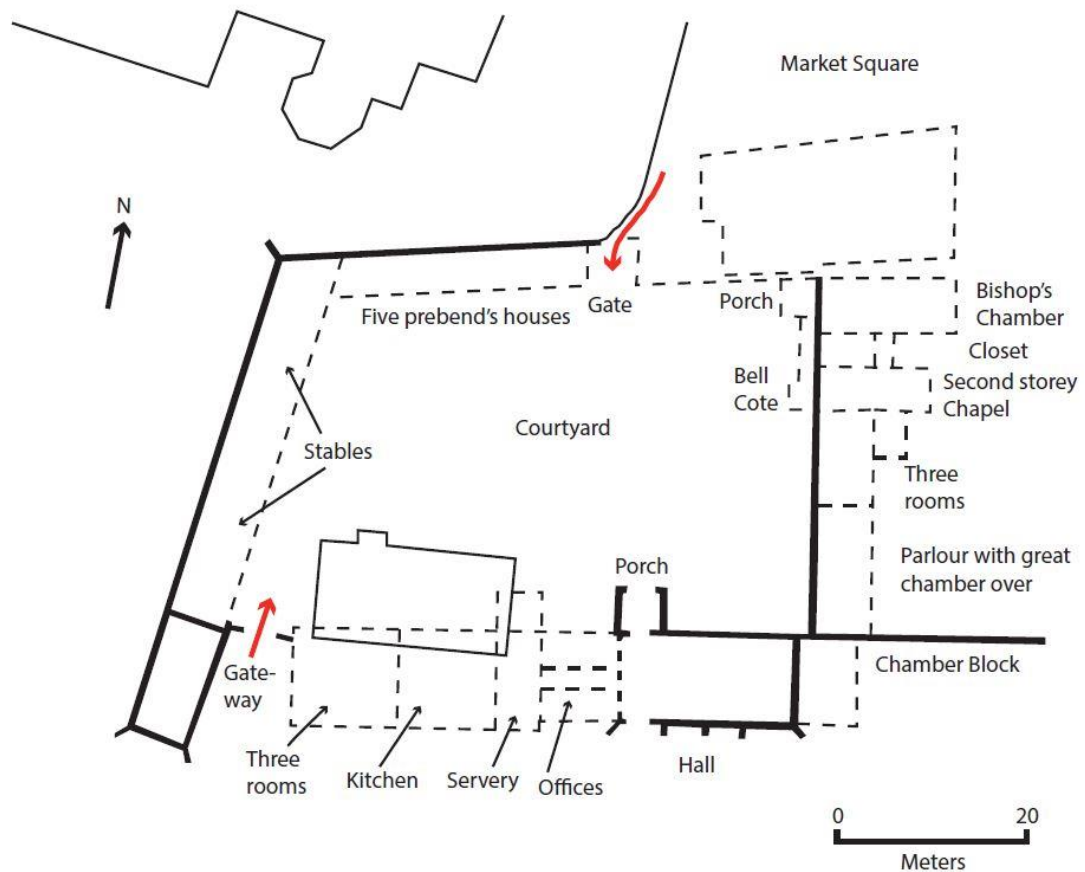 Market Square
N
Porch
Bishop's
Chamber
Five prebend's houses
Gate
Closet
Bell
Cote
Second storey
Chapel
Courtyard
Stables
Three
rooms
Parlour with great
chamber over
Porch
Gate-
way
Chamber Block
Three
rooms
Kitchen
Servery
Offices
Hall
0
20
Meters